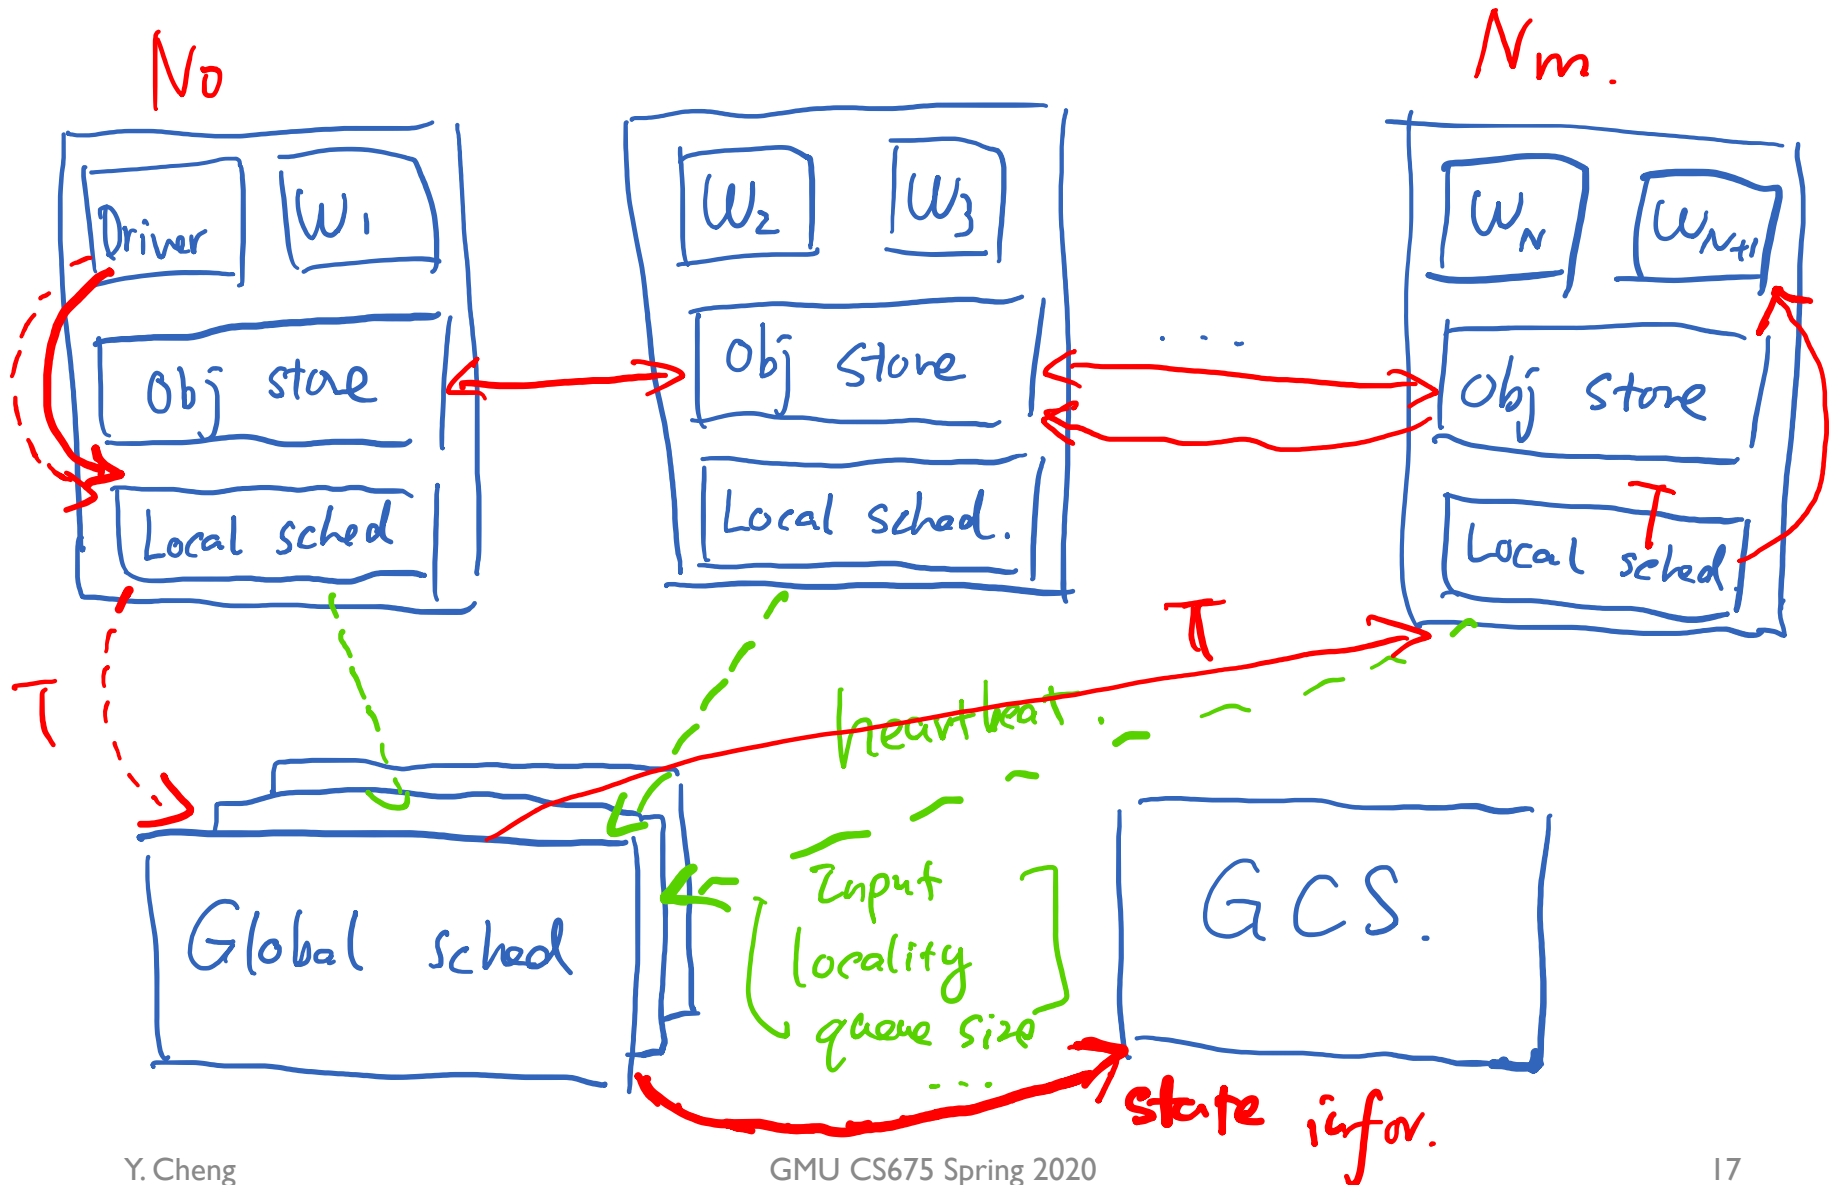 No
Nm.
Driver
W1
W2
W3
WN
WN+1
Obj store
Obj store
. . .
Obj store
Local sched
Local sched.
T
Local sched
T
T
heartbeat.
Global sched
Input
locality
queue size
...
GCS.
state infor.
Y. Cheng
GMU CS675 Spring 2020
17